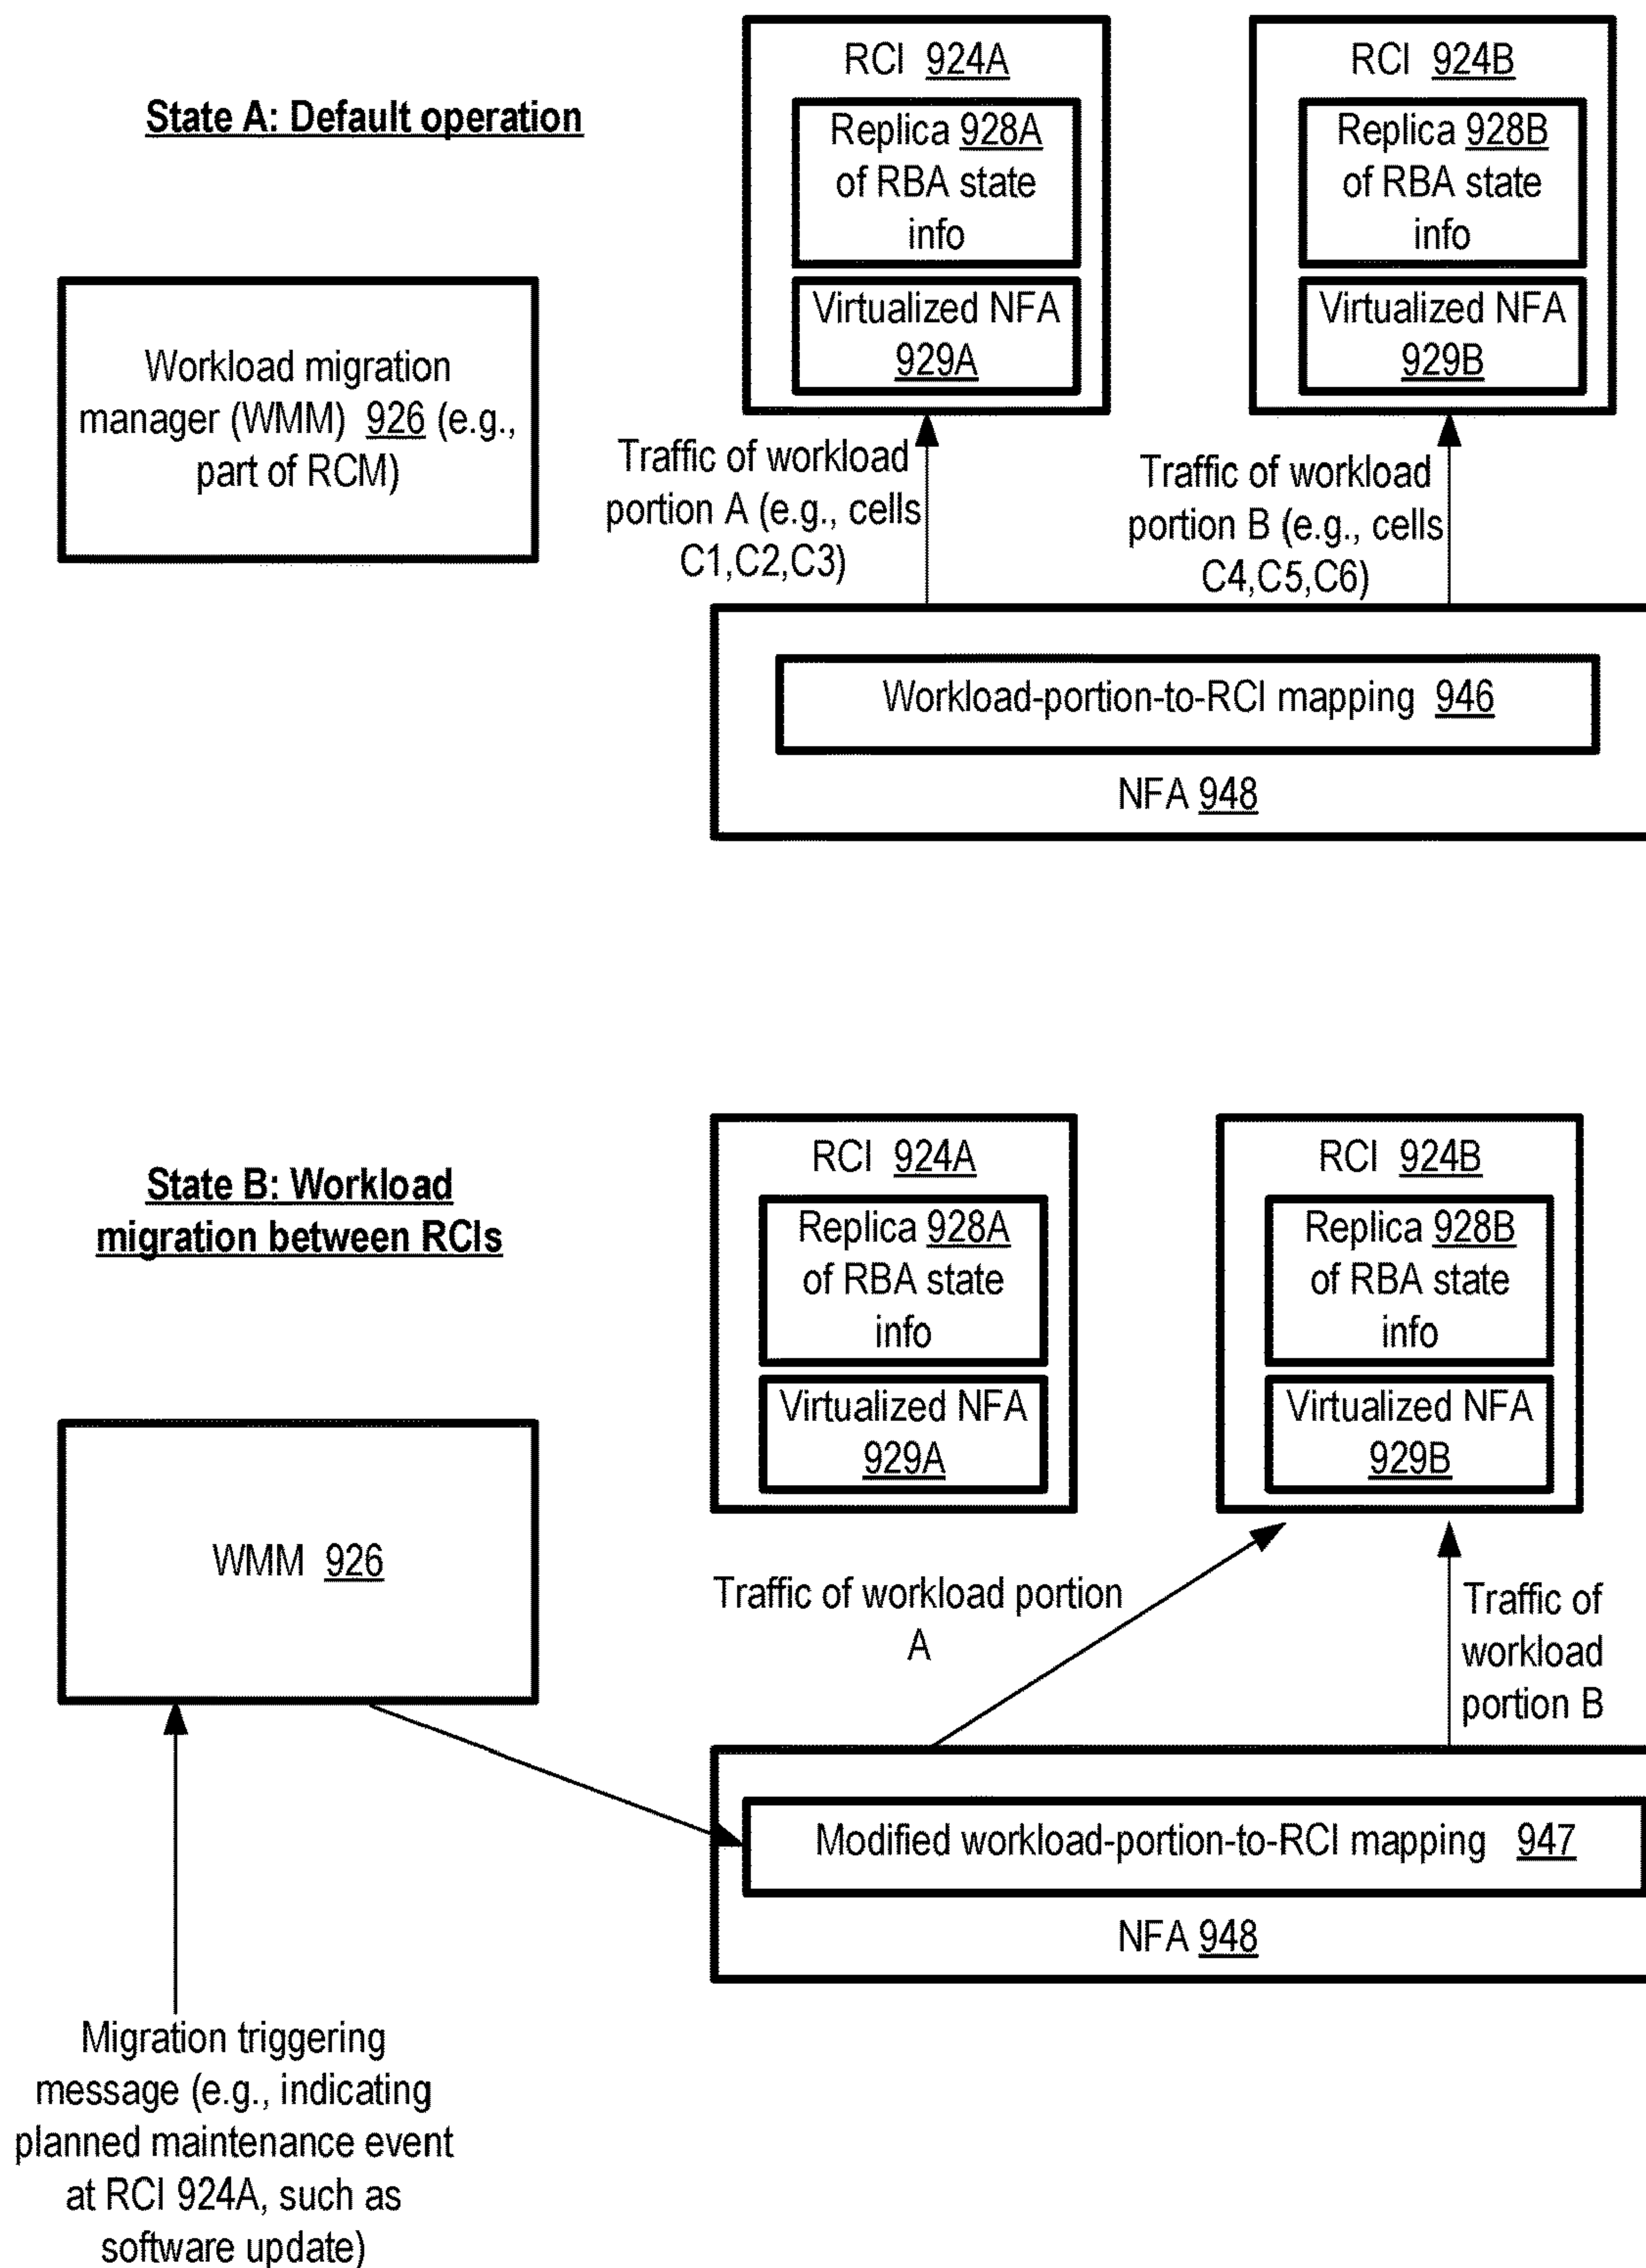 State A: Default operation
Workload migration
manager (WMM) 926 (e.g.,
part of RCM)
RCI 924A
Replica 928A
of RBA state
info
Virtualized NFA
929A
RCI 924B
Replica 928B
of RBA state
info
Virtualized NFA
929B
Traffic of workload
portion A (e.g., cells
C1,C2,C3)
Traffic of workload
portion B (e.g., cells
C4,C5,C6)
Workload-portion-to-RCI mapping 946
NFA 948
State B: Workload
migration between RCIs
RCI 924A
Replica 928A
of RBA state
info
Virtualized NFA
929A
RCI 924B
Replica 928B
of RBA state
info
Virtualized NFA
929B
WMM 926
Traffic of workload portion
A
Traffic of
workload
portion B
Modified workload-portion-to-RCI mapping 947
NFA 948
Migration triggering
message (e.g., indicating
planned maintenance event
at RCI 924A, such as
software update)